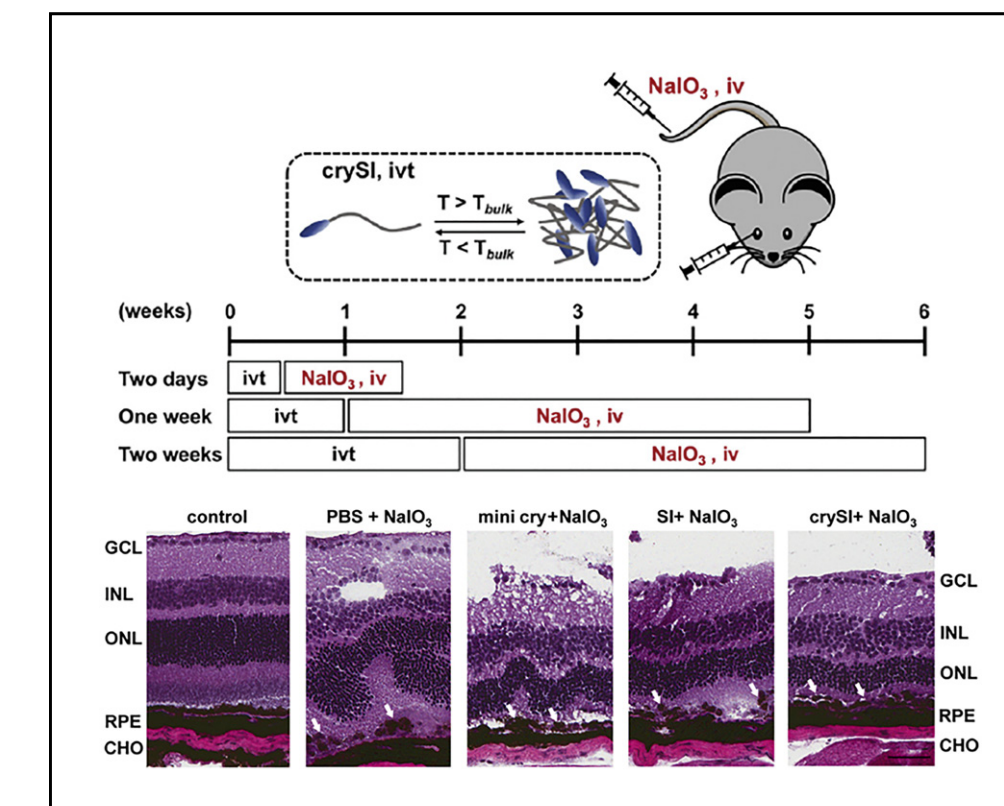 NaIO3 , iv
crySI, ivt
T > Tbulk
T < Tbulk
(weeks) 0 1 2 3 4 5 6
Two days ivt NaIO3 , iv
One week ivt NaIO3 , iv
Two weeks ivt NaIO3 , iv
control PBS + NaIO3 mini cry+NaIO3 SI+ NaIO3 crySI+ NaIO3
GCL GCL
INL INL
ONL ONL
RPE RPE
CHO CHO